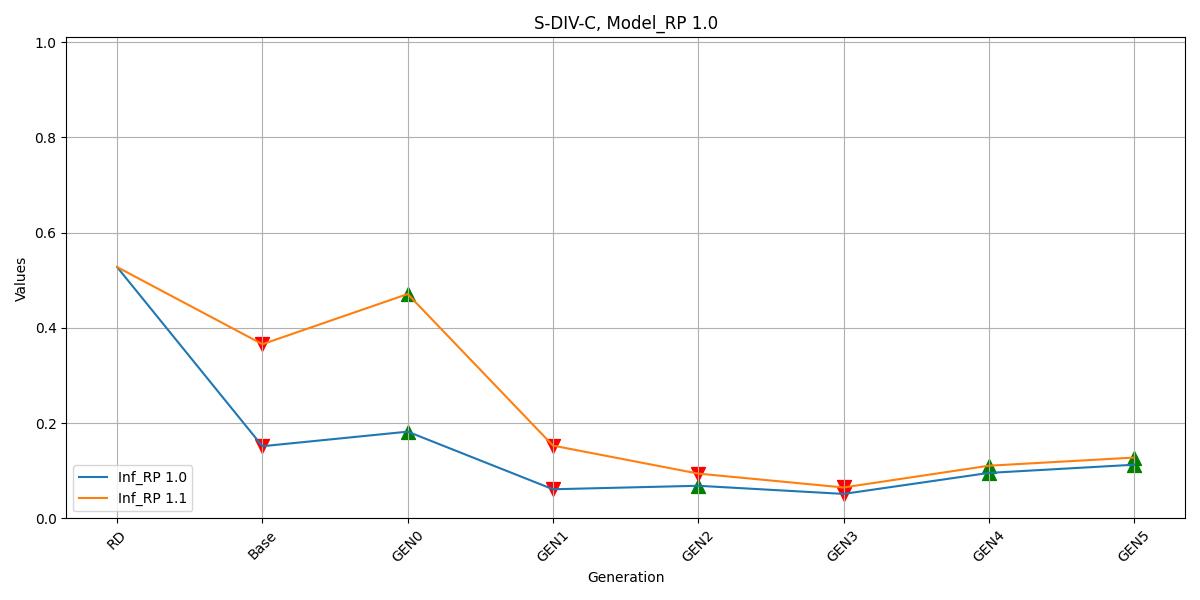 S-DIV-C, Model_RP 1.0
1.0
0.8
0.6
0.4
0.2
0.0
Values
Inf_RP 1.0
Inf_RP 1.1
RD
Base
GEN0
GEN1
GEN2
GEN3
GEN4
GEN5
Generation